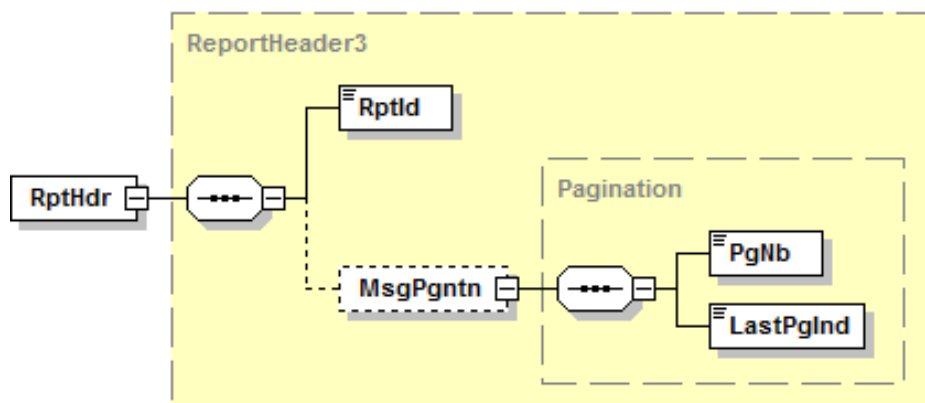 ReportHeader3
RptId
RptHdr
Pagination
PgNb
MsgPgntn
LastPgInd